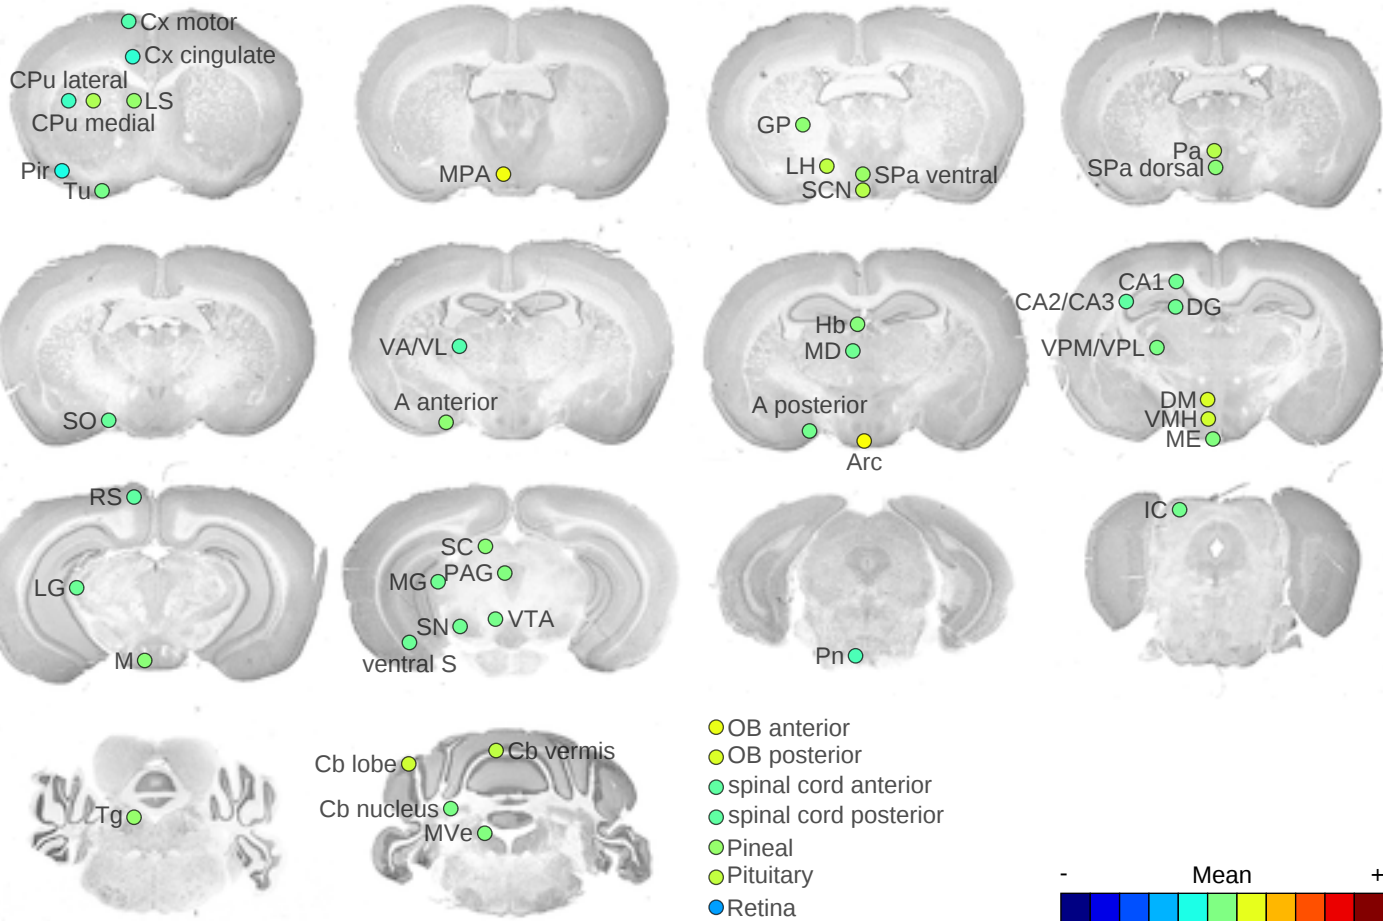 Cx motor
Cx cingulate
CPu lateral
LS
CPu medial
Pir
Tu
MPA
GP
LH
SPa ventral
SCN
Pa
SPa dorsal
SO
VA/VL
A anterior
Hb
MD
A posterior
Arc
CA1
CA2/CA3
DG
VPM/VPL
DM
VMH
ME
RS
LG
M
SC
PAG
MG
VTA
SN
ventral S
Pn
IC
Tg
Cb lobe
Cb vermis
Cb nucleus
MVe
OB anterior
OB posterior
spinal cord anterior
spinal cord posterior
Pineal
Pituitary
Retina
- Mean +